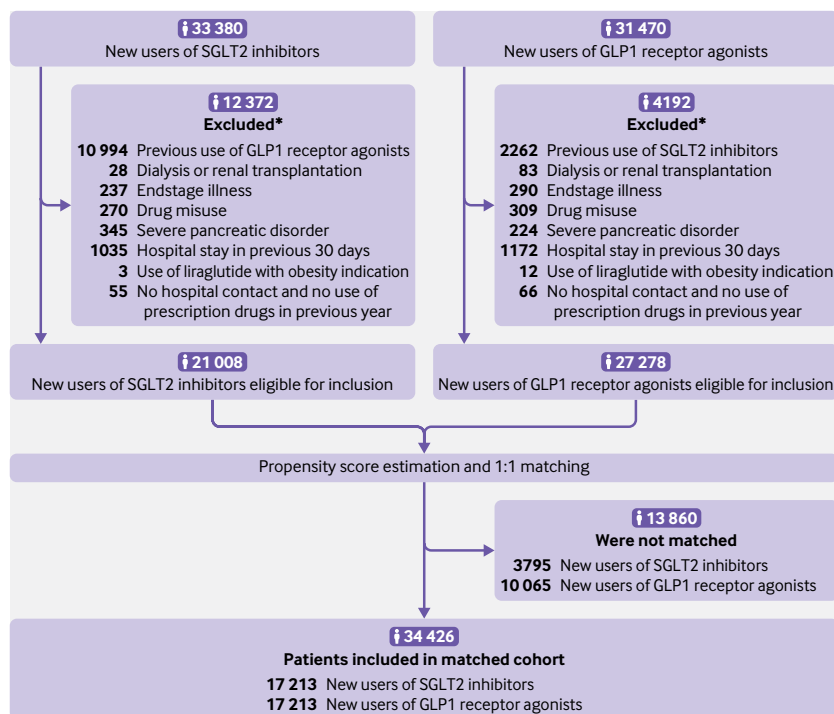 33 380
New users of SGLT2 inhibitors
31 470
New users of GLP1 receptor agonists
12 372
Excluded*
10 994 Previous use of GLP1 receptor agonists
28 Dialysis or renal transplantation
237 Endstage illness
270 Drug misuse
345 Severe pancreatic disorder
1035 Hospital stay in previous 30 days
3 Use of liraglutide with obesity indication
55 No hospital contact and no use of
prescription drugs in previous year
4192
Excluded*
2262 Previous use of SGLT2 inhibitors
83 Dialysis or renal transplantation
290 Endstage illness
309 Drug misuse
224 Severe pancreatic disorder
1172 Hospital stay in previous 30 days
12 Use of liraglutide with obesity indication
66 No hospital contact and no use of
prescription drugs in previous year
21 008
New users of SGLT2 inhibitors eligible for inclusion
27 278
New users of GLP1 receptor agonists eligible for inclusion
Propensity score estimation and 1:1 matching
13 860
Were not matched
3795 New users of SGLT2 inhibitors
10 065 New users of GLP1 receptor agonists
34 426
Patients included in matched cohort
17 213 New users of SGLT2 inhibitors
17 213 New users of GLP1 receptor agonists